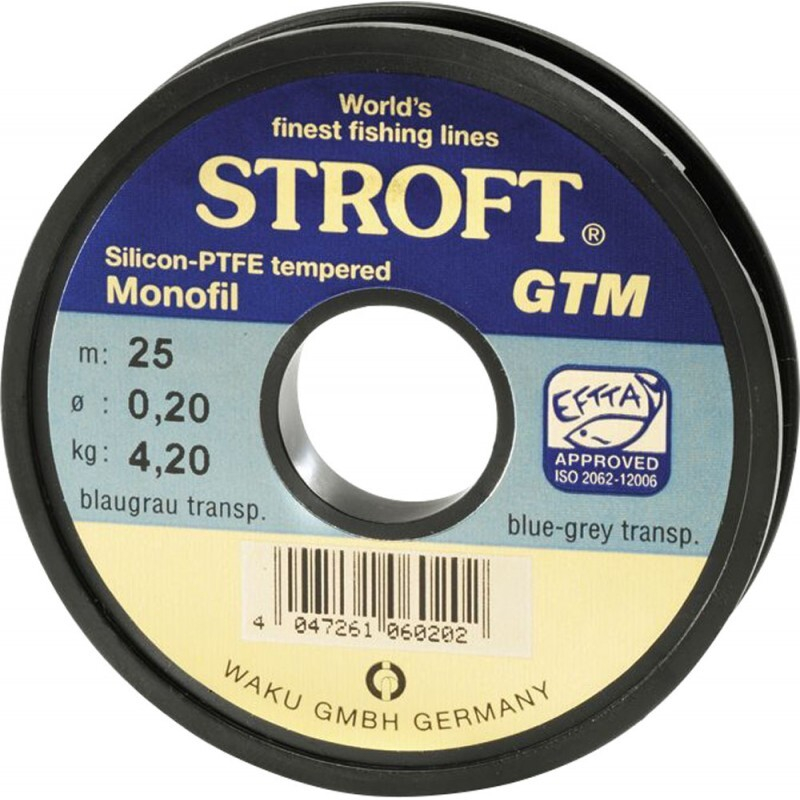 World's
finest fishing lines
STROFT®
Silicon-PTFE tempered
Monofil
GTM
m: 25
ø : 0,20
kg: 4,20
blaugrau transp.
EFTTA
APPROVED
ISO 2062-12006
blue-grey transp.
4 047261 060202
WAKU GMBH GERMANY